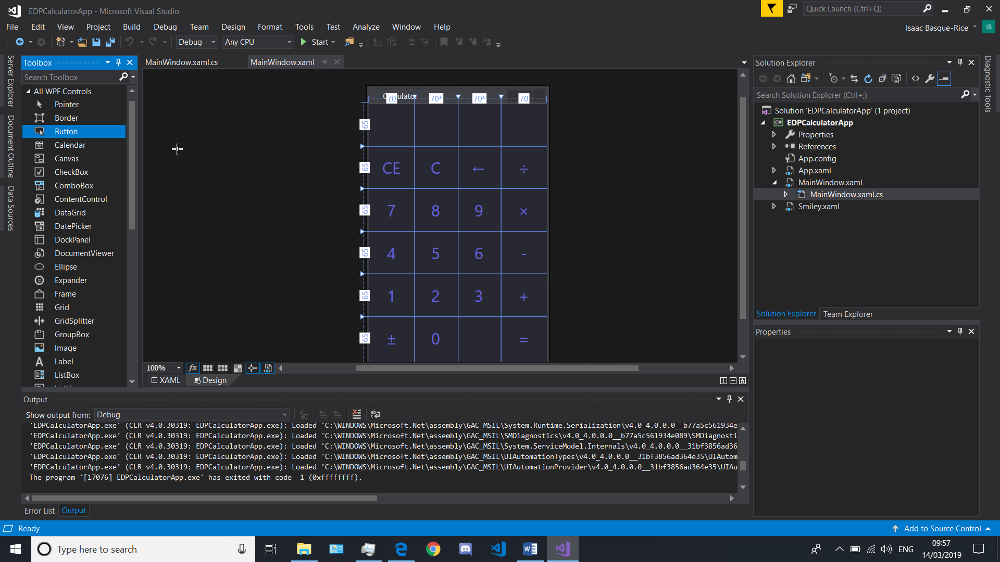 EDPCalculatorApp - Microsoft Visual Studio
Quick Launch (Ctrl+Q)
File Edit View Project Build Debug Team Design Format Tools Test Analyze Window Help
Isaac Basque-Rice IB
Debug Any CPU Start
Server Explorer
Document Outline
Data Sources
Toolbox
Search Toolbox
All WPF Controls
Pointer
Border
Button
Calendar
Canvas
CheckBox
ComboBox
ContentControl
DataGrid
DatePicker
DockPanel
DocumentViewer
Ellipse
Expander
Frame
Grid
GridSplitter
GroupBox
Image
Label
ListBox
MainWindow.xaml.cs MainWindow.xaml
Calculator
70 70* 70* 70
65
65 CE C ← ÷
65 7 8 9 ×
65 4 5 6 -
65 1 2 3 +
65 ± 0 =
100% fx
XAML Design
Output
Show output from: Debug
'EDPCalculatorApp.exe' (CLR v4.0.30319: EDPCalculatorApp.exe): Loaded 'C:\WINDOWS\Microsoft.Net\assembly\GAC_MSIL\System.Runtime.Serialization\v4.0_4.0.0.0__b77a5c561934e
'EDPCalculatorApp.exe' (CLR v4.0.30319: EDPCalculatorApp.exe): Loaded 'C:\WINDOWS\Microsoft.Net\assembly\GAC_MSIL\SMDiagnostics\v4.0_4.0.0.0__b77a5c561934e089\SMDiagnosti
'EDPCalculatorApp.exe' (CLR v4.0.30319: EDPCalculatorApp.exe): Loaded 'C:\WINDOWS\Microsoft.Net\assembly\GAC_MSIL\System.ServiceModel.Internals\v4.0_4.0.0.0__31bf3856ad36
'EDPCalculatorApp.exe' (CLR v4.0.30319: EDPCalculatorApp.exe): Loaded 'C:\WINDOWS\Microsoft.Net\assembly\GAC_MSIL\UIAutomationTypes\v4.0_4.0.0.0__31bf3856ad364e35\UIAutom
'EDPCalculatorApp.exe' (CLR v4.0.30319: EDPCalculatorApp.exe): Loaded 'C:\WINDOWS\Microsoft.Net\assembly\GAC_MSIL\UIAutomationProvider\v4.0_4.0.0.0__31bf3856ad364e35\UIAu
The program '[17076] EDPCalculatorApp.exe' has exited with code -1 (0xffffffff).
Error List Output
Solution Explorer
Search Solution Explorer (Ctrl+;)
Solution 'EDPCalculatorApp' (1 project)
C# EDPCalculatorApp
Properties
References
App.config
App.xaml
MainWindow.xaml
MainWindow.xaml.cs
Smiley.xaml
Solution Explorer Team Explorer
Properties
Diagnostic Tools
Ready
Add to Source Control
Type here to search
ENG
09:57
14/03/2019